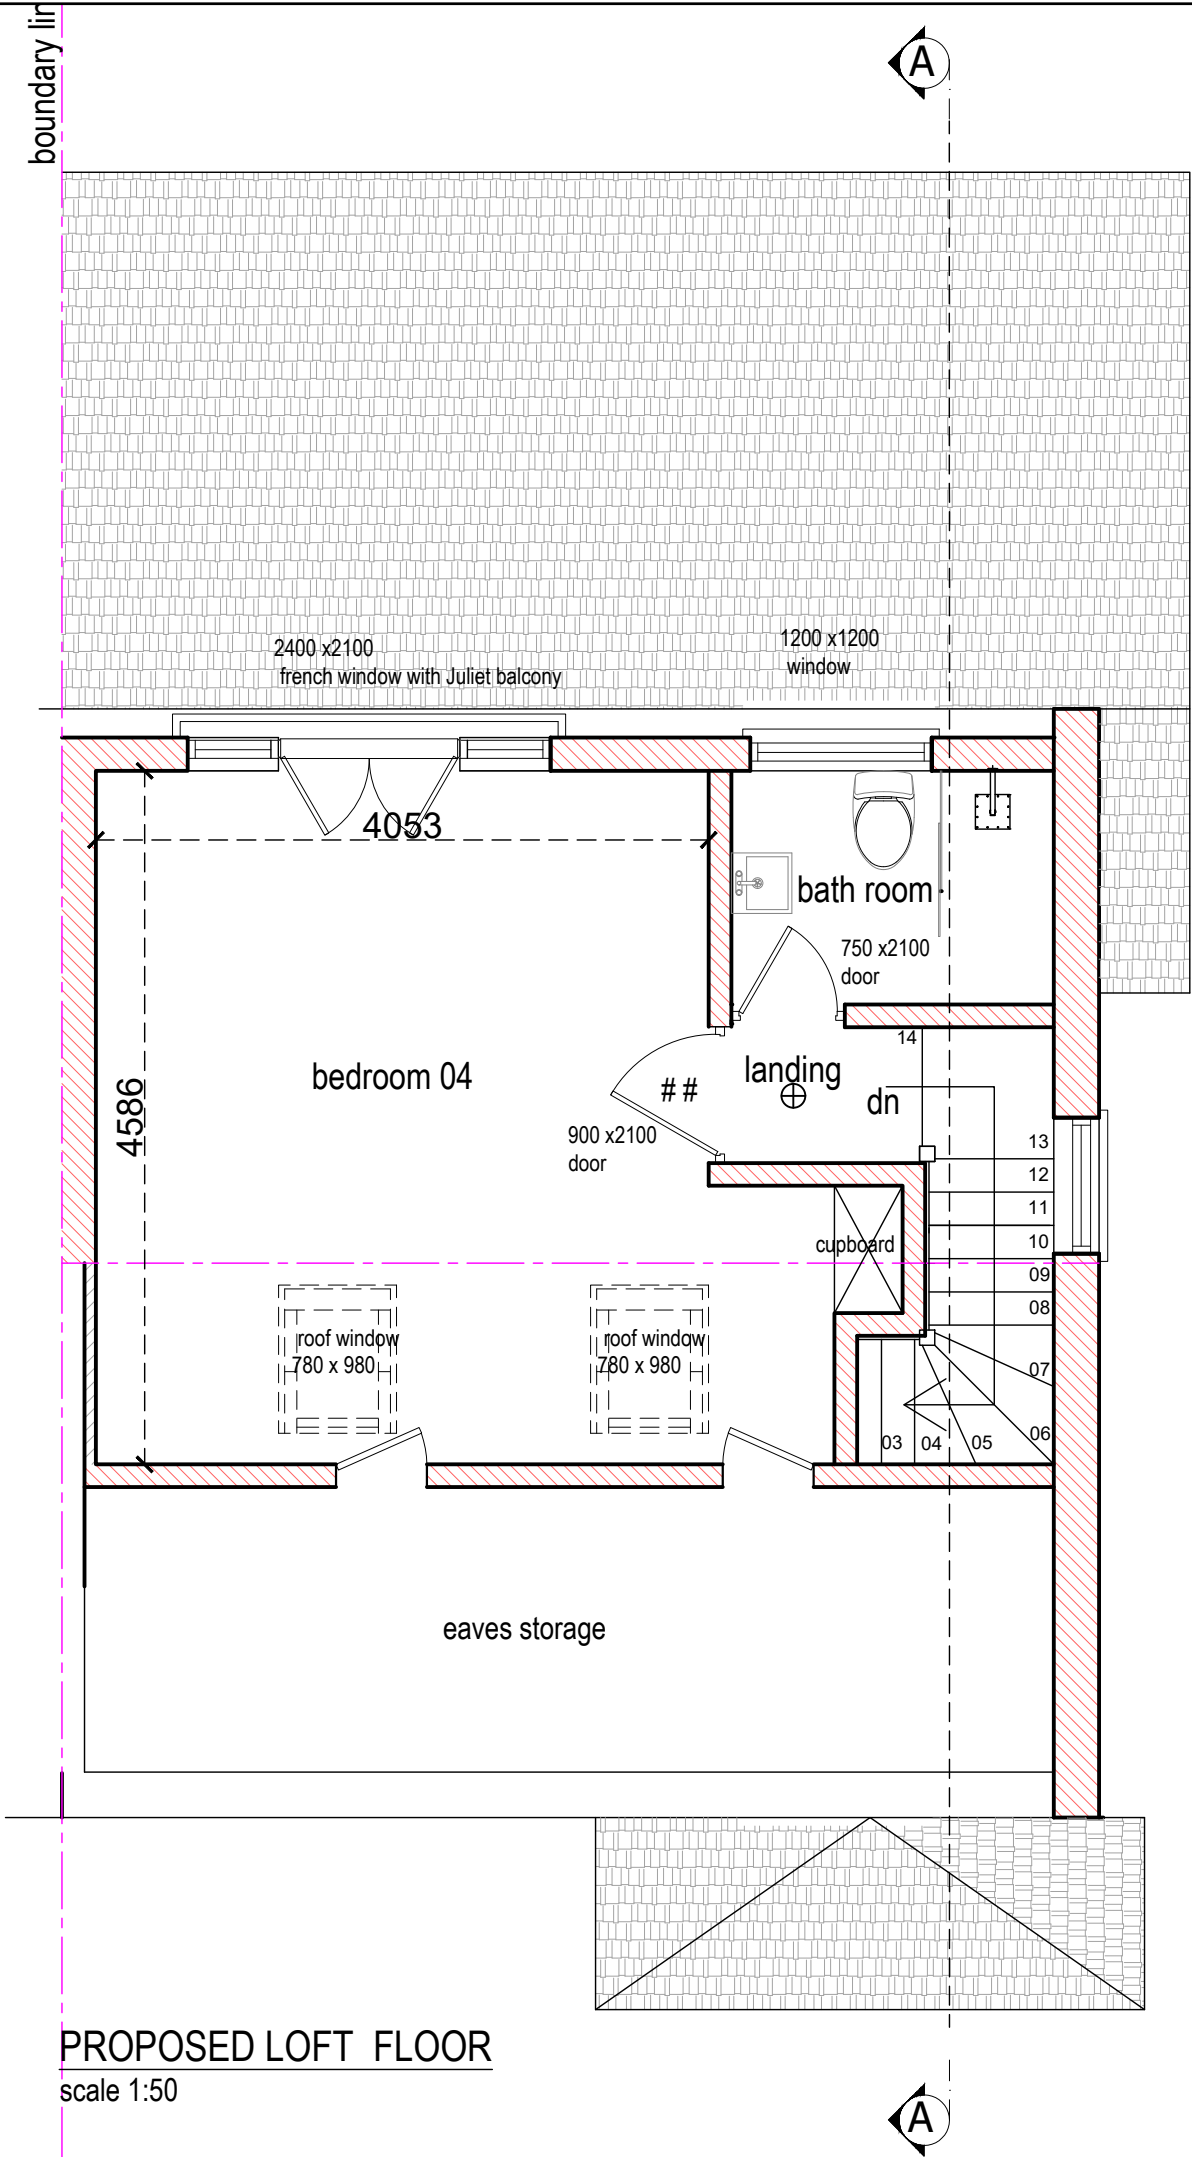 boundary lin
A
2400 x2100
french window with Juliet balcony
1200 x1200
window
4053
bath room
750 x2100
door
14
bedroom 04
# #
landing
dn
4586
900 x2100
door
13
12
11
10
09
08
07
06
05
04
03
cupboard
roof window
780 x 980
roof window
780 x 980
eaves storage
PROPOSED LOFT FLOOR
scale 1:50
A